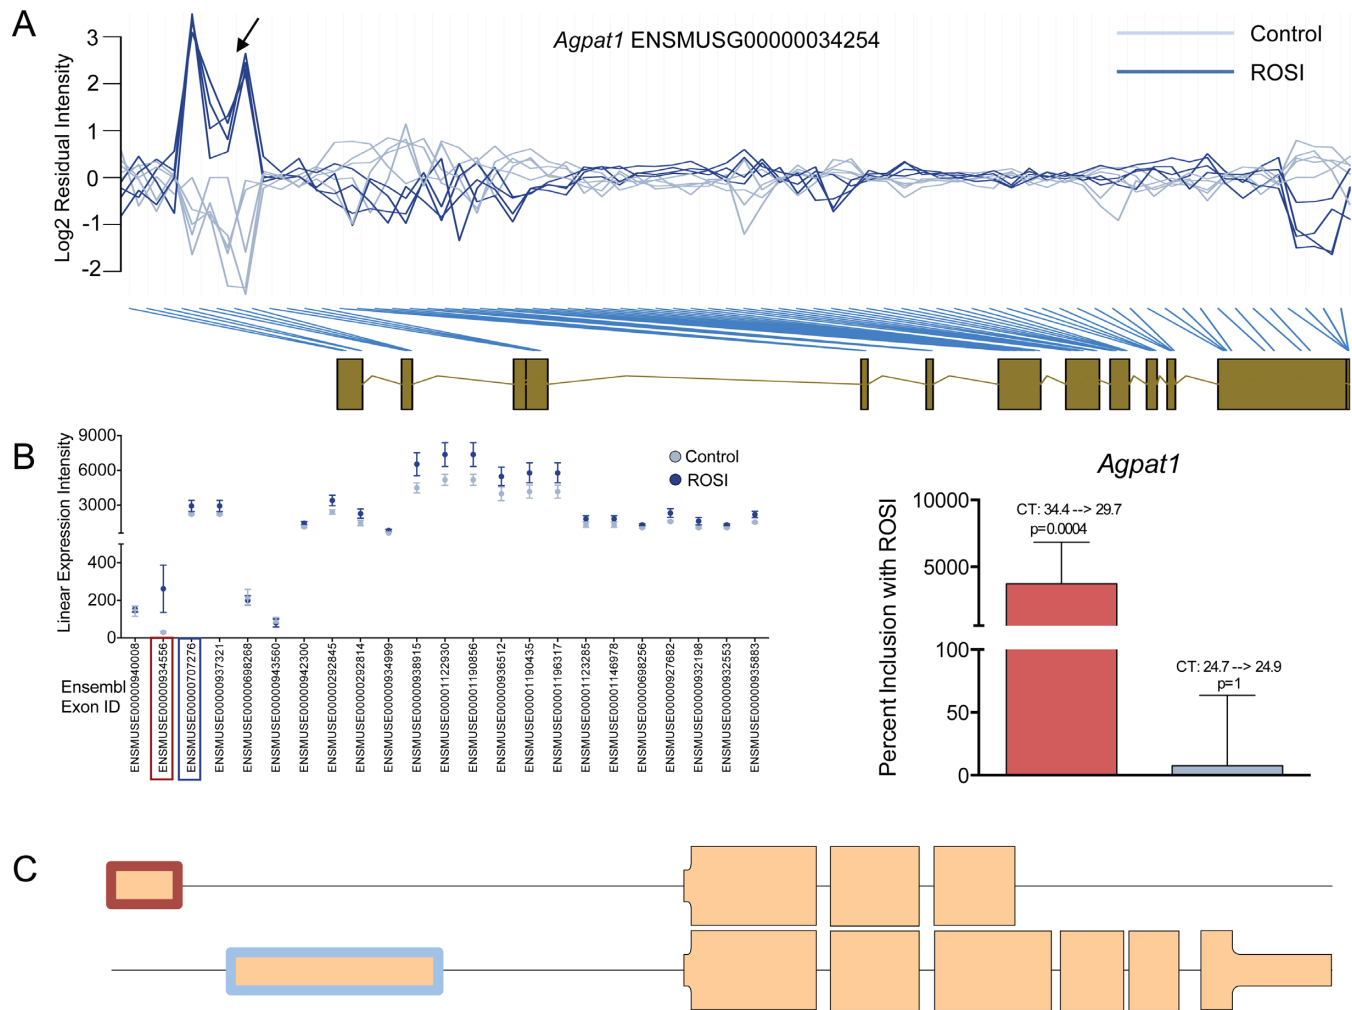 A
Agpat1 ENSMUSG00000034254
Control
ROSI
Log2 Residual Intensity
3
2
1
0
-1
-2
B
Linear Expression Intensity
9000
6000
3000
400
200
0
Control
ROSI
Ensembl
Exon ID
ENSMUSE00000940008
ENSMUSE00000934556
ENSMUSE00000707276
ENSMUSE00000937321
ENSMUSE00000698268
ENSMUSE00000943560
ENSMUSE00000942300
ENSMUSE00000292845
ENSMUSE00000292814
ENSMUSE00000934999
ENSMUSE00000938915
ENSMUSE00001122930
ENSMUSE00001190856
ENSMUSE00000936512
ENSMUSE00001190435
ENSMUSE00001196317
ENSMUSE00001123285
ENSMUSE00001146978
ENSMUSE00000698256
ENSMUSE00000927682
ENSMUSE00000932198
ENSMUSE00000932553
ENSMUSE00000935883
Agpat1
Percent Inclusion with ROSI
10000
5000
100
50
0
CT: 34.4 --> 29.7
p=0.0004
CT: 24.7 --> 24.9
p=1
C